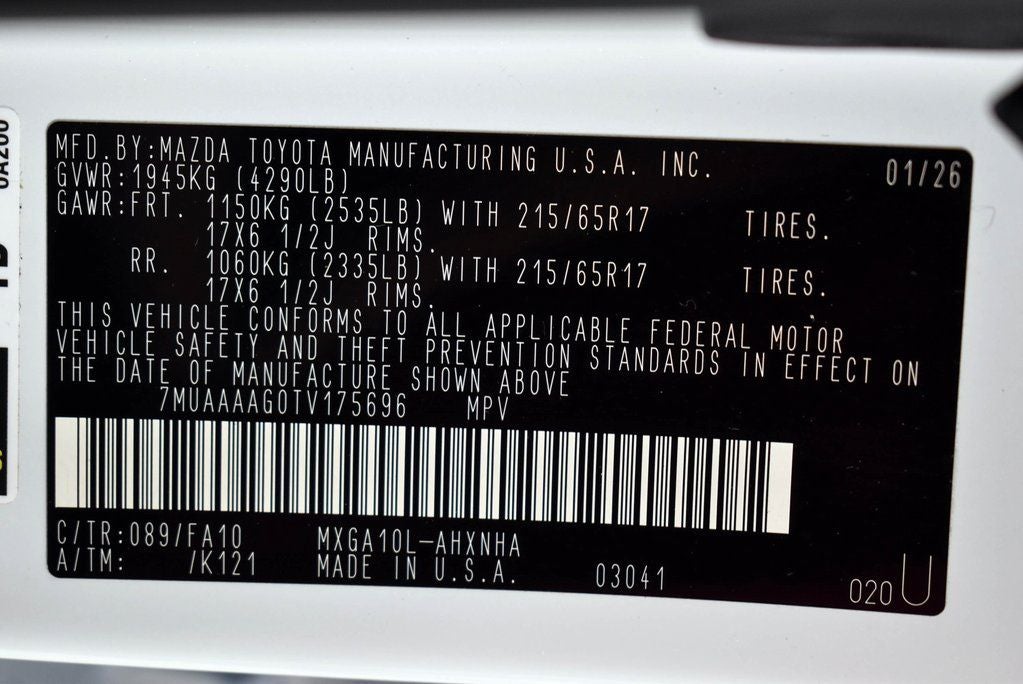 MFD.BY:MAZDA TOYOTA MANUFACTURING U.S.A. INC. 01/26
GVWR:1945KG (4290LB)
GAWR:FRT. 1150KG (2535LB) WITH 215/65R17 TIRES.
17X6 1/2J RIMS.
RR. 1060KG (2335LB) WITH 215/65R17 TIRES.
17X6 1/2J RIMS.
THIS VEHICLE CONFORMS TO ALL APPLICABLE FEDERAL MOTOR
VEHICLE SAFETY AND THEFT PREVENTION STANDARDS IN EFFECT ON
THE DATE OF MANUFACTURE SHOWN ABOVE
7MUAAAAG0TV175696 MPV
C/TR:089/FA10 MXGA10L-AHXNHA
A/TM: /K121 MADE IN U.S.A. 03041
020 U